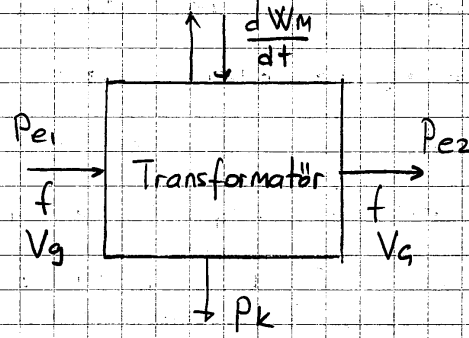 dWM
dt
Pe1
Pe2
Transformatör
f
f
Vg
VG
Pk